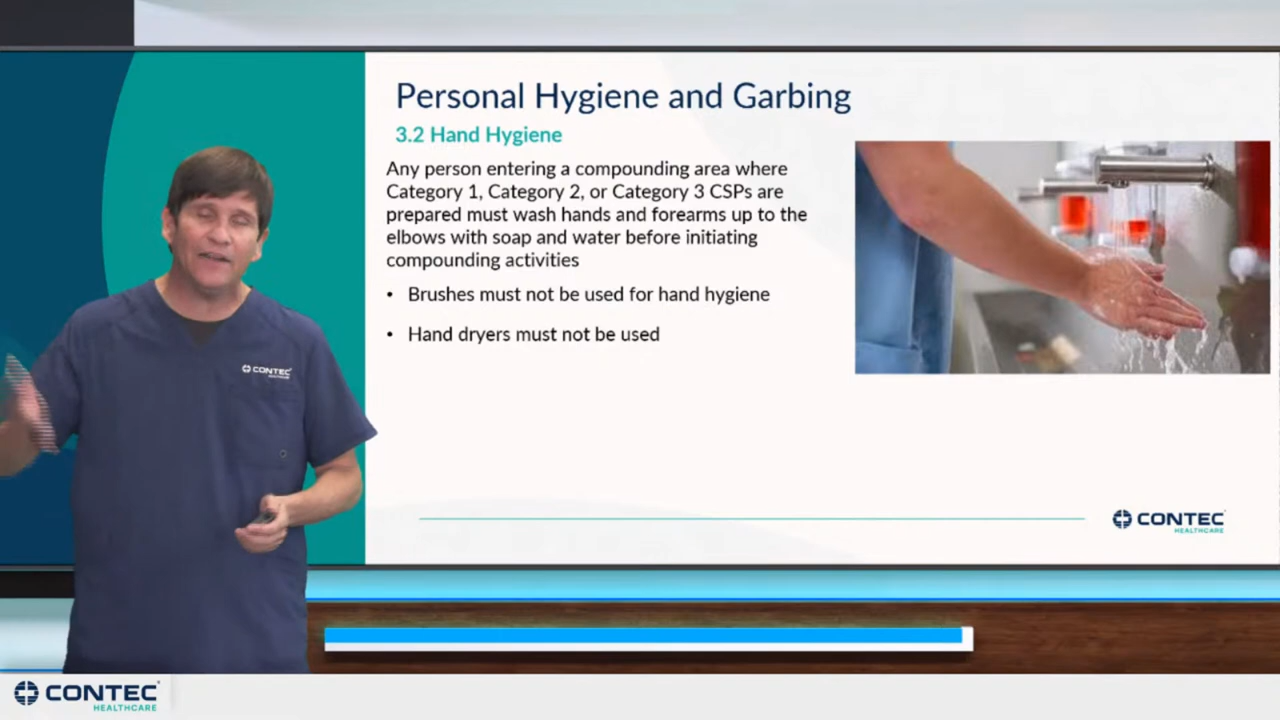 Personal Hygiene and Garbing
3.2 Hand Hygiene
Any person entering a compounding area where
Category 1, Category 2, or Category 3 CSPs are
prepared must wash hands and forearms up to the
elbows with soap and water before initiating
compounding activities
• Brushes must not be used for hand hygiene
• Hand dryers must not be used
CONTEC
HEALTHCARE
CONTEC
HEALTHCARE
CONTEC
HEALTHCARE